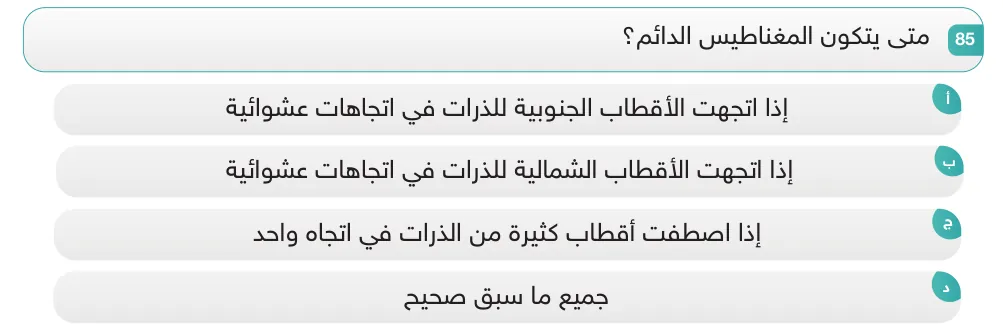 85 متى يتكون المغناطيس الدائم؟
أ إذا اتجهت الأقطاب الجنوبية للذرات في اتجاهات عشوائية
ب إذا اتجهت الأقطاب الشمالية للذرات في اتجاهات عشوائية
ج إذا اصطفت أقطاب كثيرة من الذرات في اتجاه واحد
د جميع ما سبق صحيح